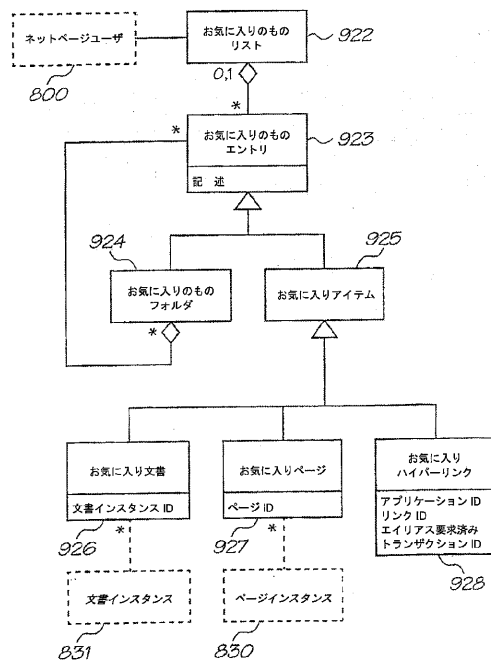 ネットページユーザ
800
お気に入りのもの
リスト
922
0,1
*
お気に入りのもの
エントリ
923
記 述
*
924
お気に入りのもの
フォルダ
*
925
お気に入りアイテム
お気に入り文書
文書インスタンス ID
926
*
お気に入りページ
ページ ID
927
*
お気に入り
ハイパーリンク
アプリケーション ID
リンク ID
エイリアス要求済み
トランザクション ID
928
文書インスタンス
831
ページインスタンス
830